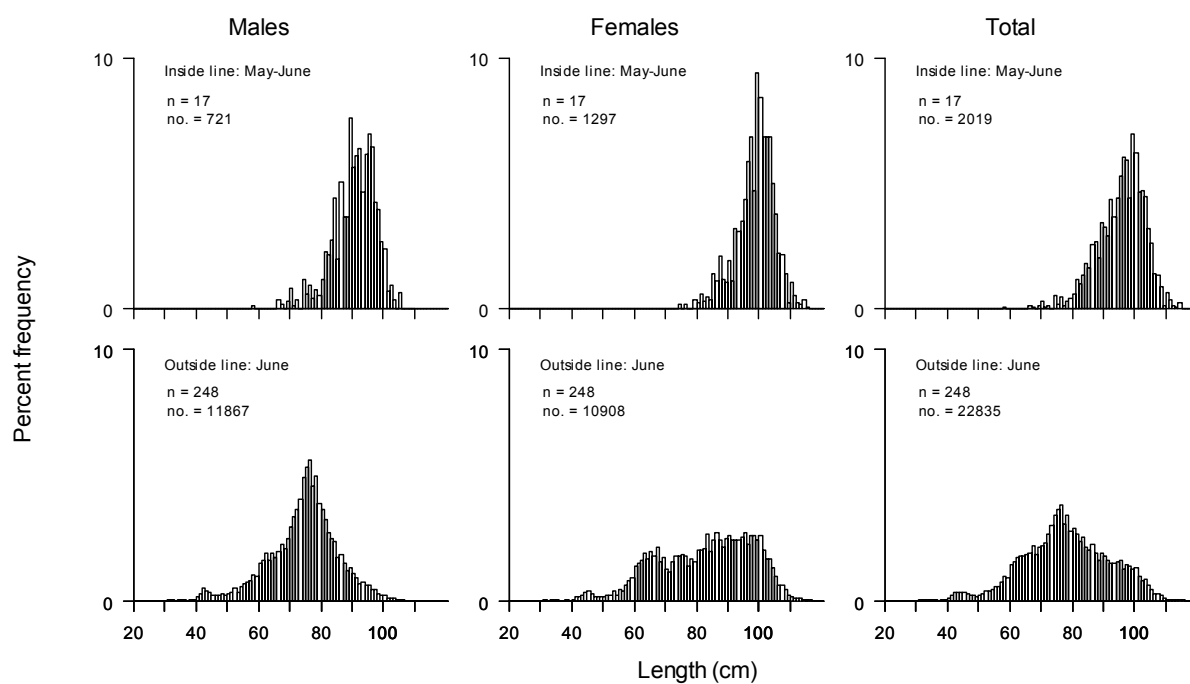 Males
Females
Total
10
Inside line: May-June
n = 17
no. = 721
0
10
Inside line: May-June
n = 17
no. = 1297
0
10
Inside line: May-June
n = 17
no. = 2019
0
Percent frequency
10
Outside line: June
n = 248
no. = 11867
0
20 40 60 80 100
10
Outside line: June
n = 248
no. = 10908
0
20 40 60 80 100
10
Outside line: June
n = 248
no. = 22835
0
20 40 60 80 100
Length (cm)